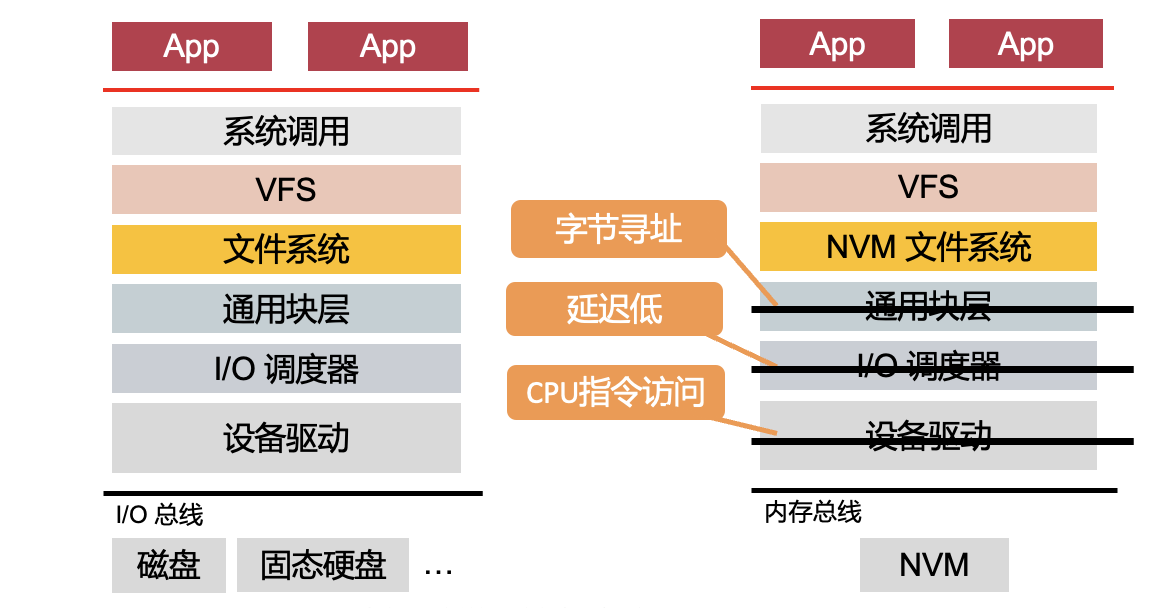 App
App
系统调用
VFS
文件系统
通用块层
I/O 调度器
设备驱动
I/O 总线
磁盘
固态硬盘
...
字节寻址
延迟低
CPU指令访问
App
App
系统调用
VFS
NVM 文件系统
通用块层
I/O 调度器
设备驱动
内存总线
NVM